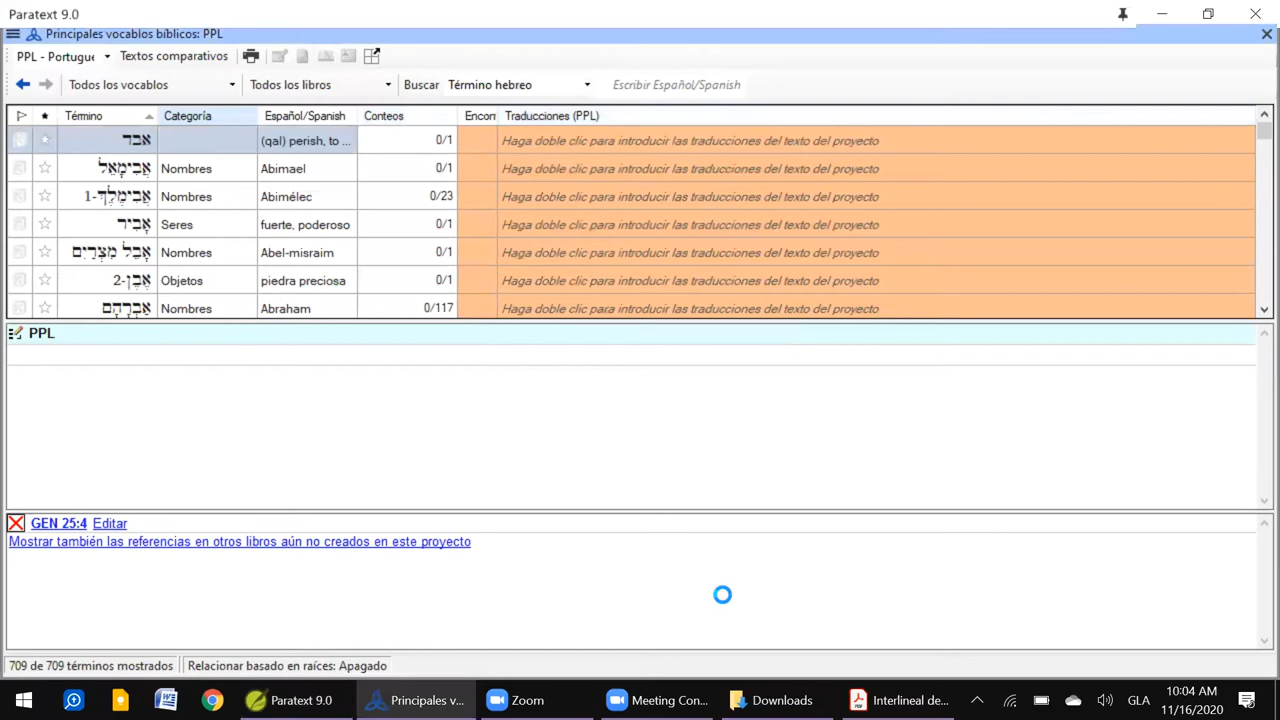 Paratext 9.0
Principales vocablos bíblicos: PPL
PPL - Portugue Textos comparativos
Todos los vocablos Todos los libros Buscar Término hebreo Escribir Español/Spanish
Término Categoría Español/Spanish Conteos Encon Traducciones (PPL)
אבד (qal) perish, to ... 0/1 Haga doble clic para introducir las traducciones del texto del proyecto
אֲבִימָאֵל Nombres Abimael 0/1 Haga doble clic para introducir las traducciones del texto del proyecto
אֲבִימֶלֶךְ-1 Nombres Abimélec 0/23 Haga doble clic para introducir las traducciones del texto del proyecto
אָבִיר Seres fuerte, poderoso 0/1 Haga doble clic para introducir las traducciones del texto del proyecto
אָבֵל מִצְרַיִם Nombres Abel-misraim 0/1 Haga doble clic para introducir las traducciones del texto del proyecto
אֶבֶן-2 Objetos piedra preciosa 0/1 Haga doble clic para introducir las traducciones del texto del proyecto
אַבְרָהָם Nombres Abraham 0/117 Haga doble clic para introducir las traducciones del texto del proyecto
PPL
GEN 25:4 Editar
Mostrar también las referencias en otros libros aún no creados en este proyecto
709 de 709 términos mostrados Relacionar basado en raíces: Apagado
Paratext 9.0 Principales v... Zoom Meeting Con... Downloads Interlineal de... GLA 10:04 AM
11/16/2020